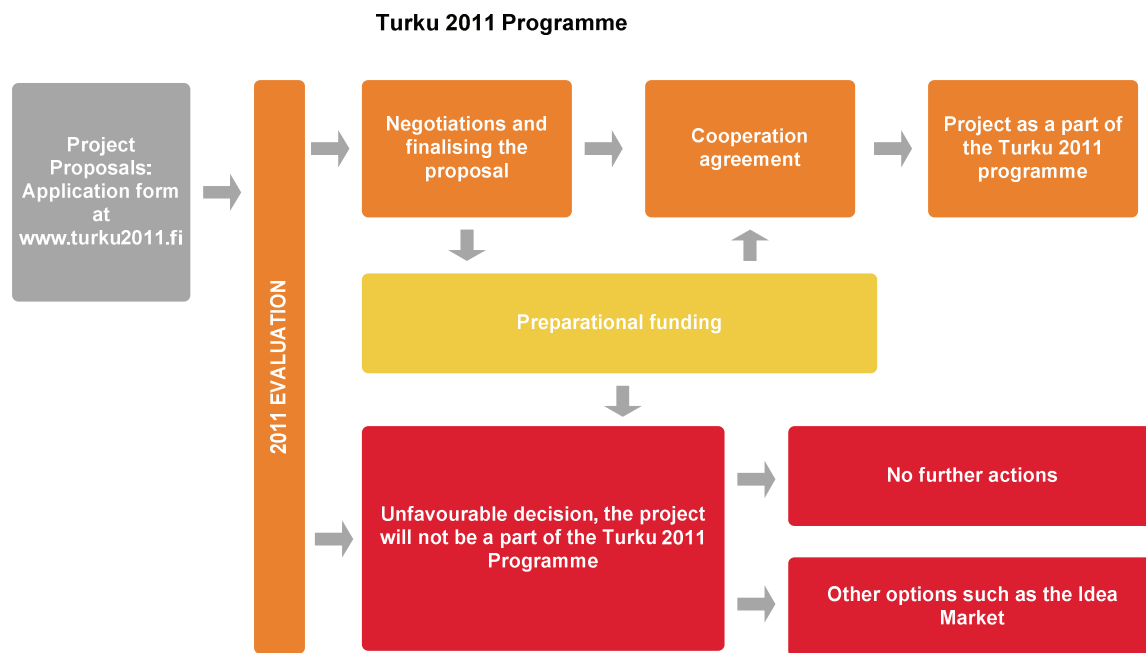 Turku 2011 Programme
Project
Proposals:
Application form
at
www.turku2011.fi
2011 EVALUATION
Negotiations and
finalising the
proposal
Cooperation
agreement
Project as a part of
the Turku 2011
programme
Preparational funding
Unfavourable decision, the project
will not be a part of the Turku 2011
Programme
No further actions
Other options such as the Idea
Market